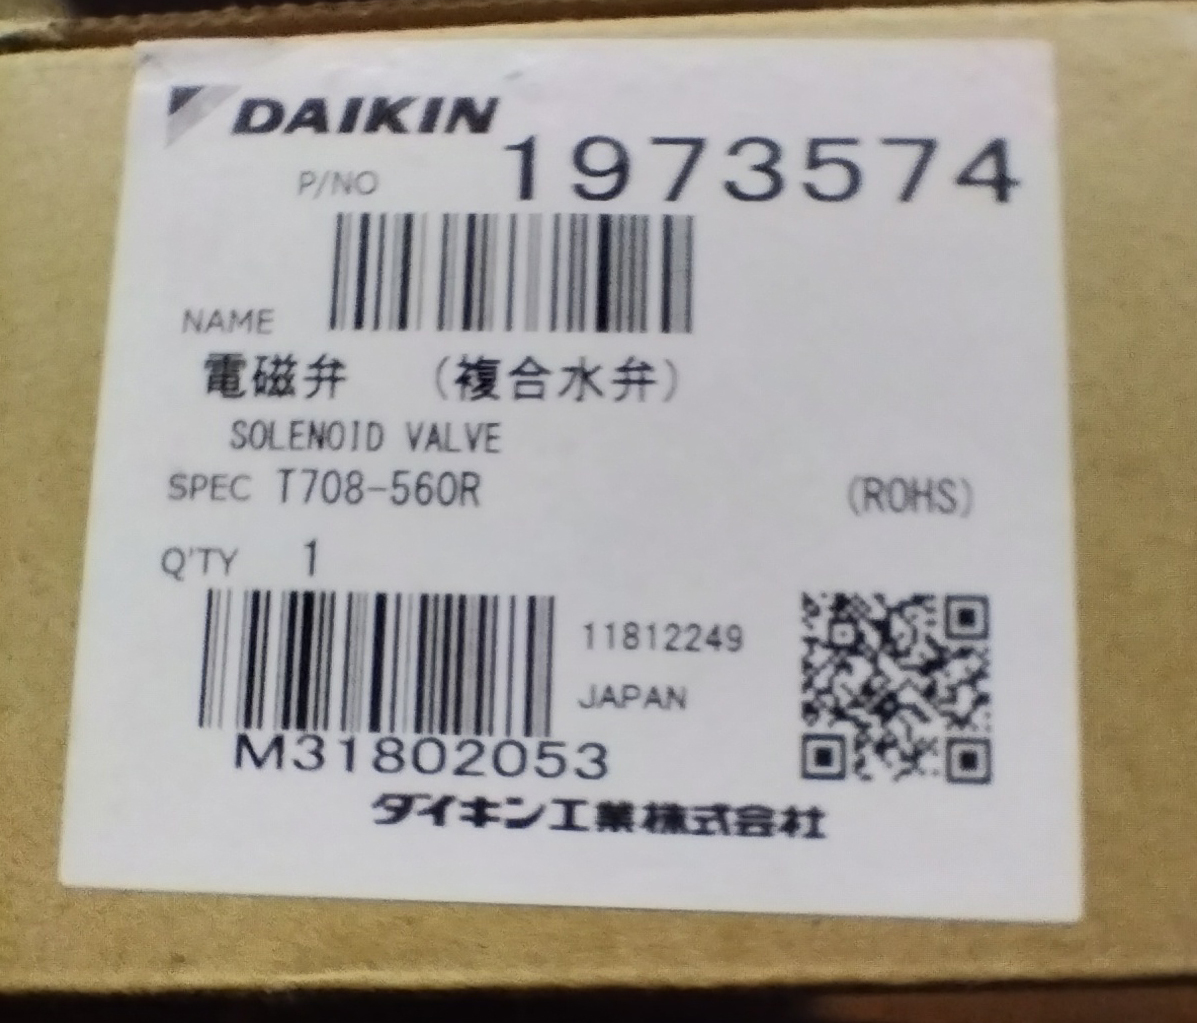 DAIKIN
P/NO 1973574
NAME
電磁弁 （複合水弁）
SOLENOID VALVE
SPEC T708-560R (ROHS)
Q'TY 1
11812249
JAPAN
M31802053
ダイキン工業株式会社